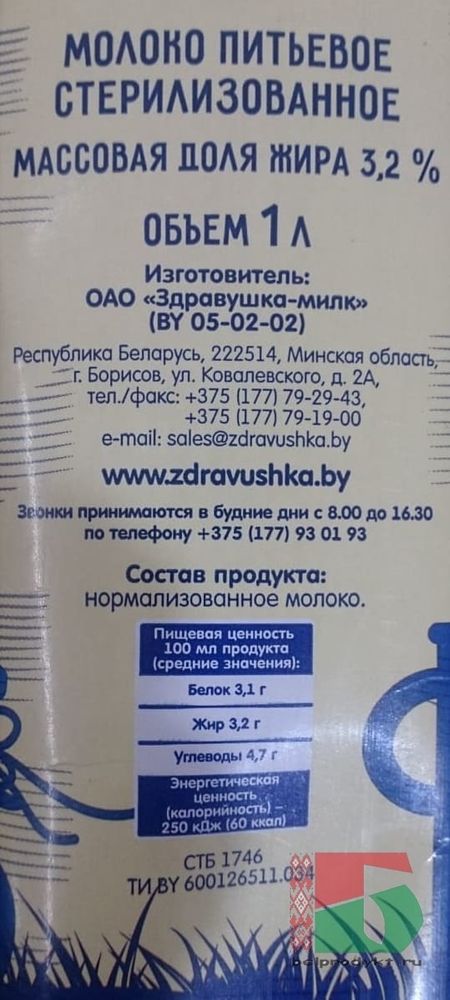 МОЛОКО ПИТЬЕВОЕ
СТЕРИЛИЗОВАННОЕ
МАССОВАЯ ДОЛЯ ЖИРА 3,2 %
ОБЪЕМ 1 Л
Изготовитель:
ОАО «Здравушка-милк»
(BY 05-02-02)
Республика Беларусь, 222514, Минская область,
г. Борисов, ул. Ковалевского, д. 2А,
тел./факс: +375 (177) 79-29-43,
+375 (177) 79-19-00
e-mail: sales@zdravushka.by
www.zdravushka.by
Звонки принимаются в будние дни с 8.00 до 16.30
по телефону +375 (177) 93 01 93
Состав продукта:
нормализованное молоко.
Пищевая ценность
100 мл продукта
(средние значения):
Белок 3,1 г
Жир 3,2 г
Углеводы 4,7 г
Энергетическая
ценность
(калорийность) –
250 кДж (60 ккал)
СТБ 1746
ТИ BY 600126511.034
belprodykt.ru